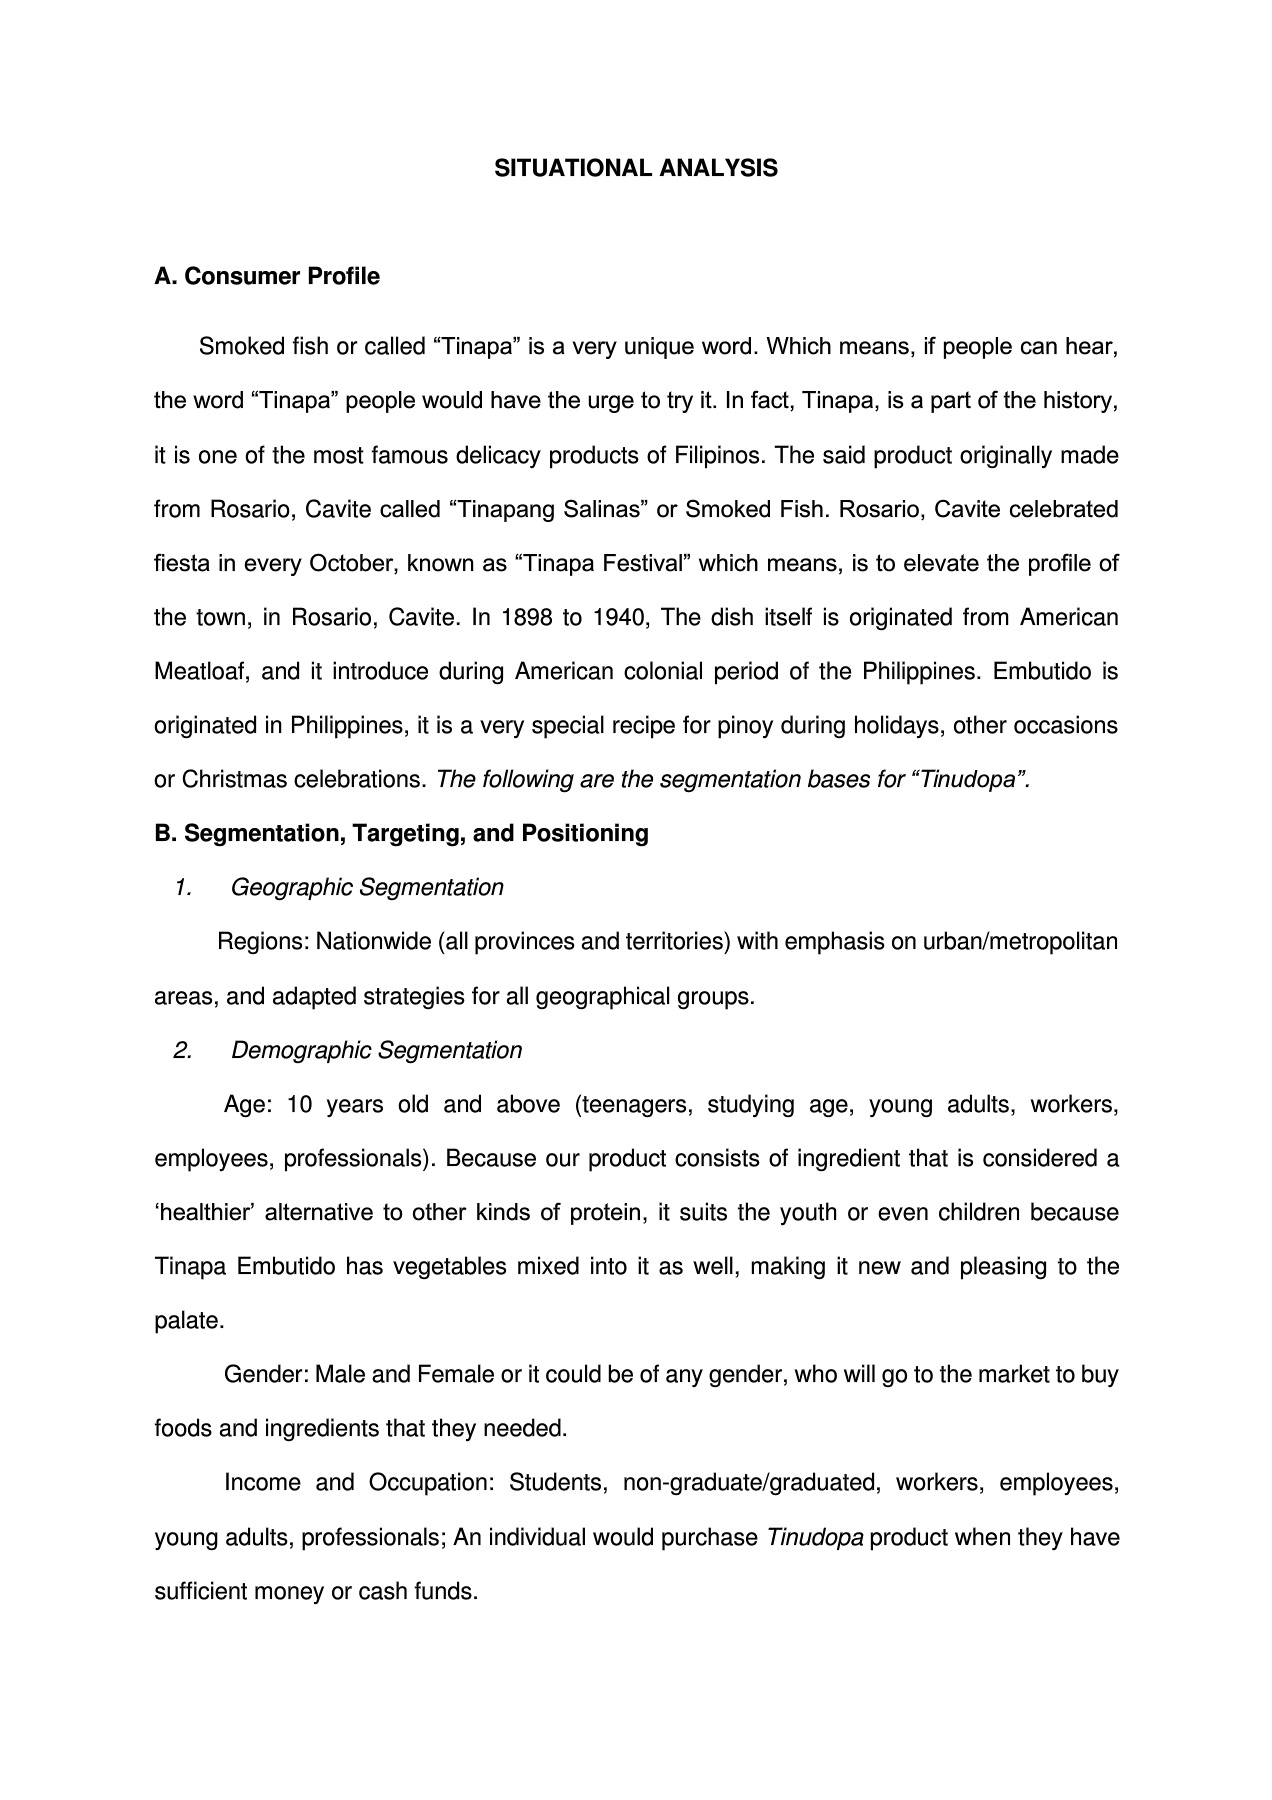 SITUATIONAL ANALYSIS
A. Consumer Profile
Smoked fish or called “Tinapa” is a very unique word. Which means, if people can hear,
the word “Tinapa” people would have the urge to try it. In fact, Tinapa, is a part of the history,
it is one of the most famous delicacy products of Filipinos. The said product originally made
from Rosario, Cavite called “Tinapang Salinas” or Smoked Fish. Rosario, Cavite celebrated
fiesta in every October, known as “Tinapa Festival” which means, is to elevate the profile of
the town, in Rosario, Cavite. In 1898 to 1940, The dish itself is originated from American
Meatloaf, and it introduce during American colonial period of the Philippines. Embutido is
originated in Philippines, it is a very special recipe for pinoy during holidays, other occasions
or Christmas celebrations. The following are the segmentation bases for “Tinudopa”.
B. Segmentation, Targeting, and Positioning
1. Geographic Segmentation
Regions: Nationwide (all provinces and territories) with emphasis on urban/metropolitan
areas, and adapted strategies for all geographical groups.
2. Demographic Segmentation
Age: 10 years old and above (teenagers, studying age, young adults, workers,
employees, professionals). Because our product consists of ingredient that is considered a
‘healthier’ alternative to other kinds of protein, it suits the youth or even children because
Tinapa Embutido has vegetables mixed into it as well, making it new and pleasing to the
palate.
Gender: Male and Female or it could be of any gender, who will go to the market to buy
foods and ingredients that they needed.
Income and Occupation: Students, non-graduate/graduated, workers, employees,
young adults, professionals; An individual would purchase Tinudopa product when they have
sufficient money or cash funds.